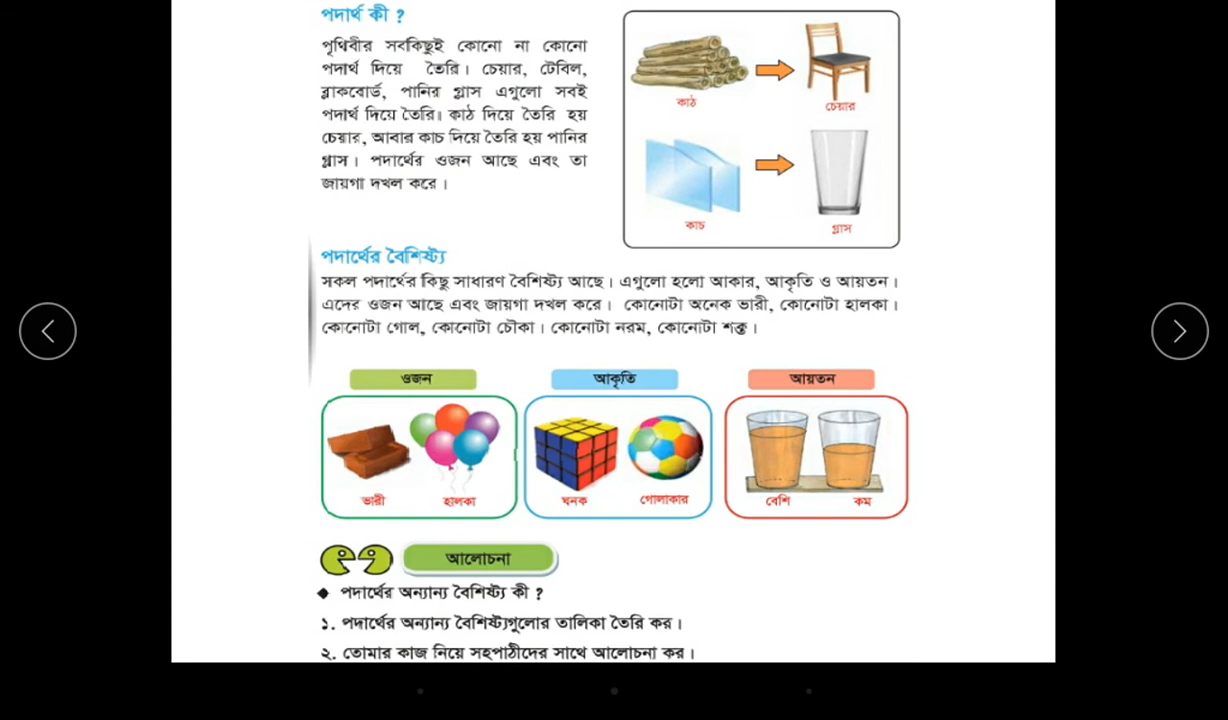 পদার্থ কী ?
পৃথিবীর সবকিছুই কোনো না কোনো
পদার্থ দিয়ে তৈরি। চেয়ার, টেবিল,
ব্লাকবোর্ড, পানির গ্লাস এগুলো সবই
পদার্থ দিয়ে তৈরি। কাঠ দিয়ে তৈরি হয়
চেয়ার, আবার কাচ দিয়ে তৈরি হয় পানির
গ্লাস। পদার্থের ওজন আছে এবং তা
জায়গা দখল করে।
কাঠ
চেয়ার
কাচ
গ্লাস
পদার্থের বৈশিষ্ট্য
সকল পদার্থের কিছু সাধারণ বৈশিষ্ট্য আছে। এগুলো হলো আকার, আকৃতি ও আয়তন।
এদের ওজন আছে এবং জায়গা দখল করে। কোনোটা অনেক ভারী, কোনোটা হালকা।
কোনোটা গোল, কোনোটা চৌকা। কোনোটা নরম, কোনোটা শক্ত।
ওজন
আকৃতি
আয়তন
ভারী
হালকা
ঘনক
গোলাকার
বেশি
কম
আলোচনা
◆ পদার্থের অন্যান্য বৈশিষ্ট্য কী ?
১. পদার্থের অন্যান্য বৈশিষ্ট্যগুলোর তালিকা তৈরি কর।
২. তোমার কাজ নিয়ে সহপাঠীদের সাথে আলোচনা কর।